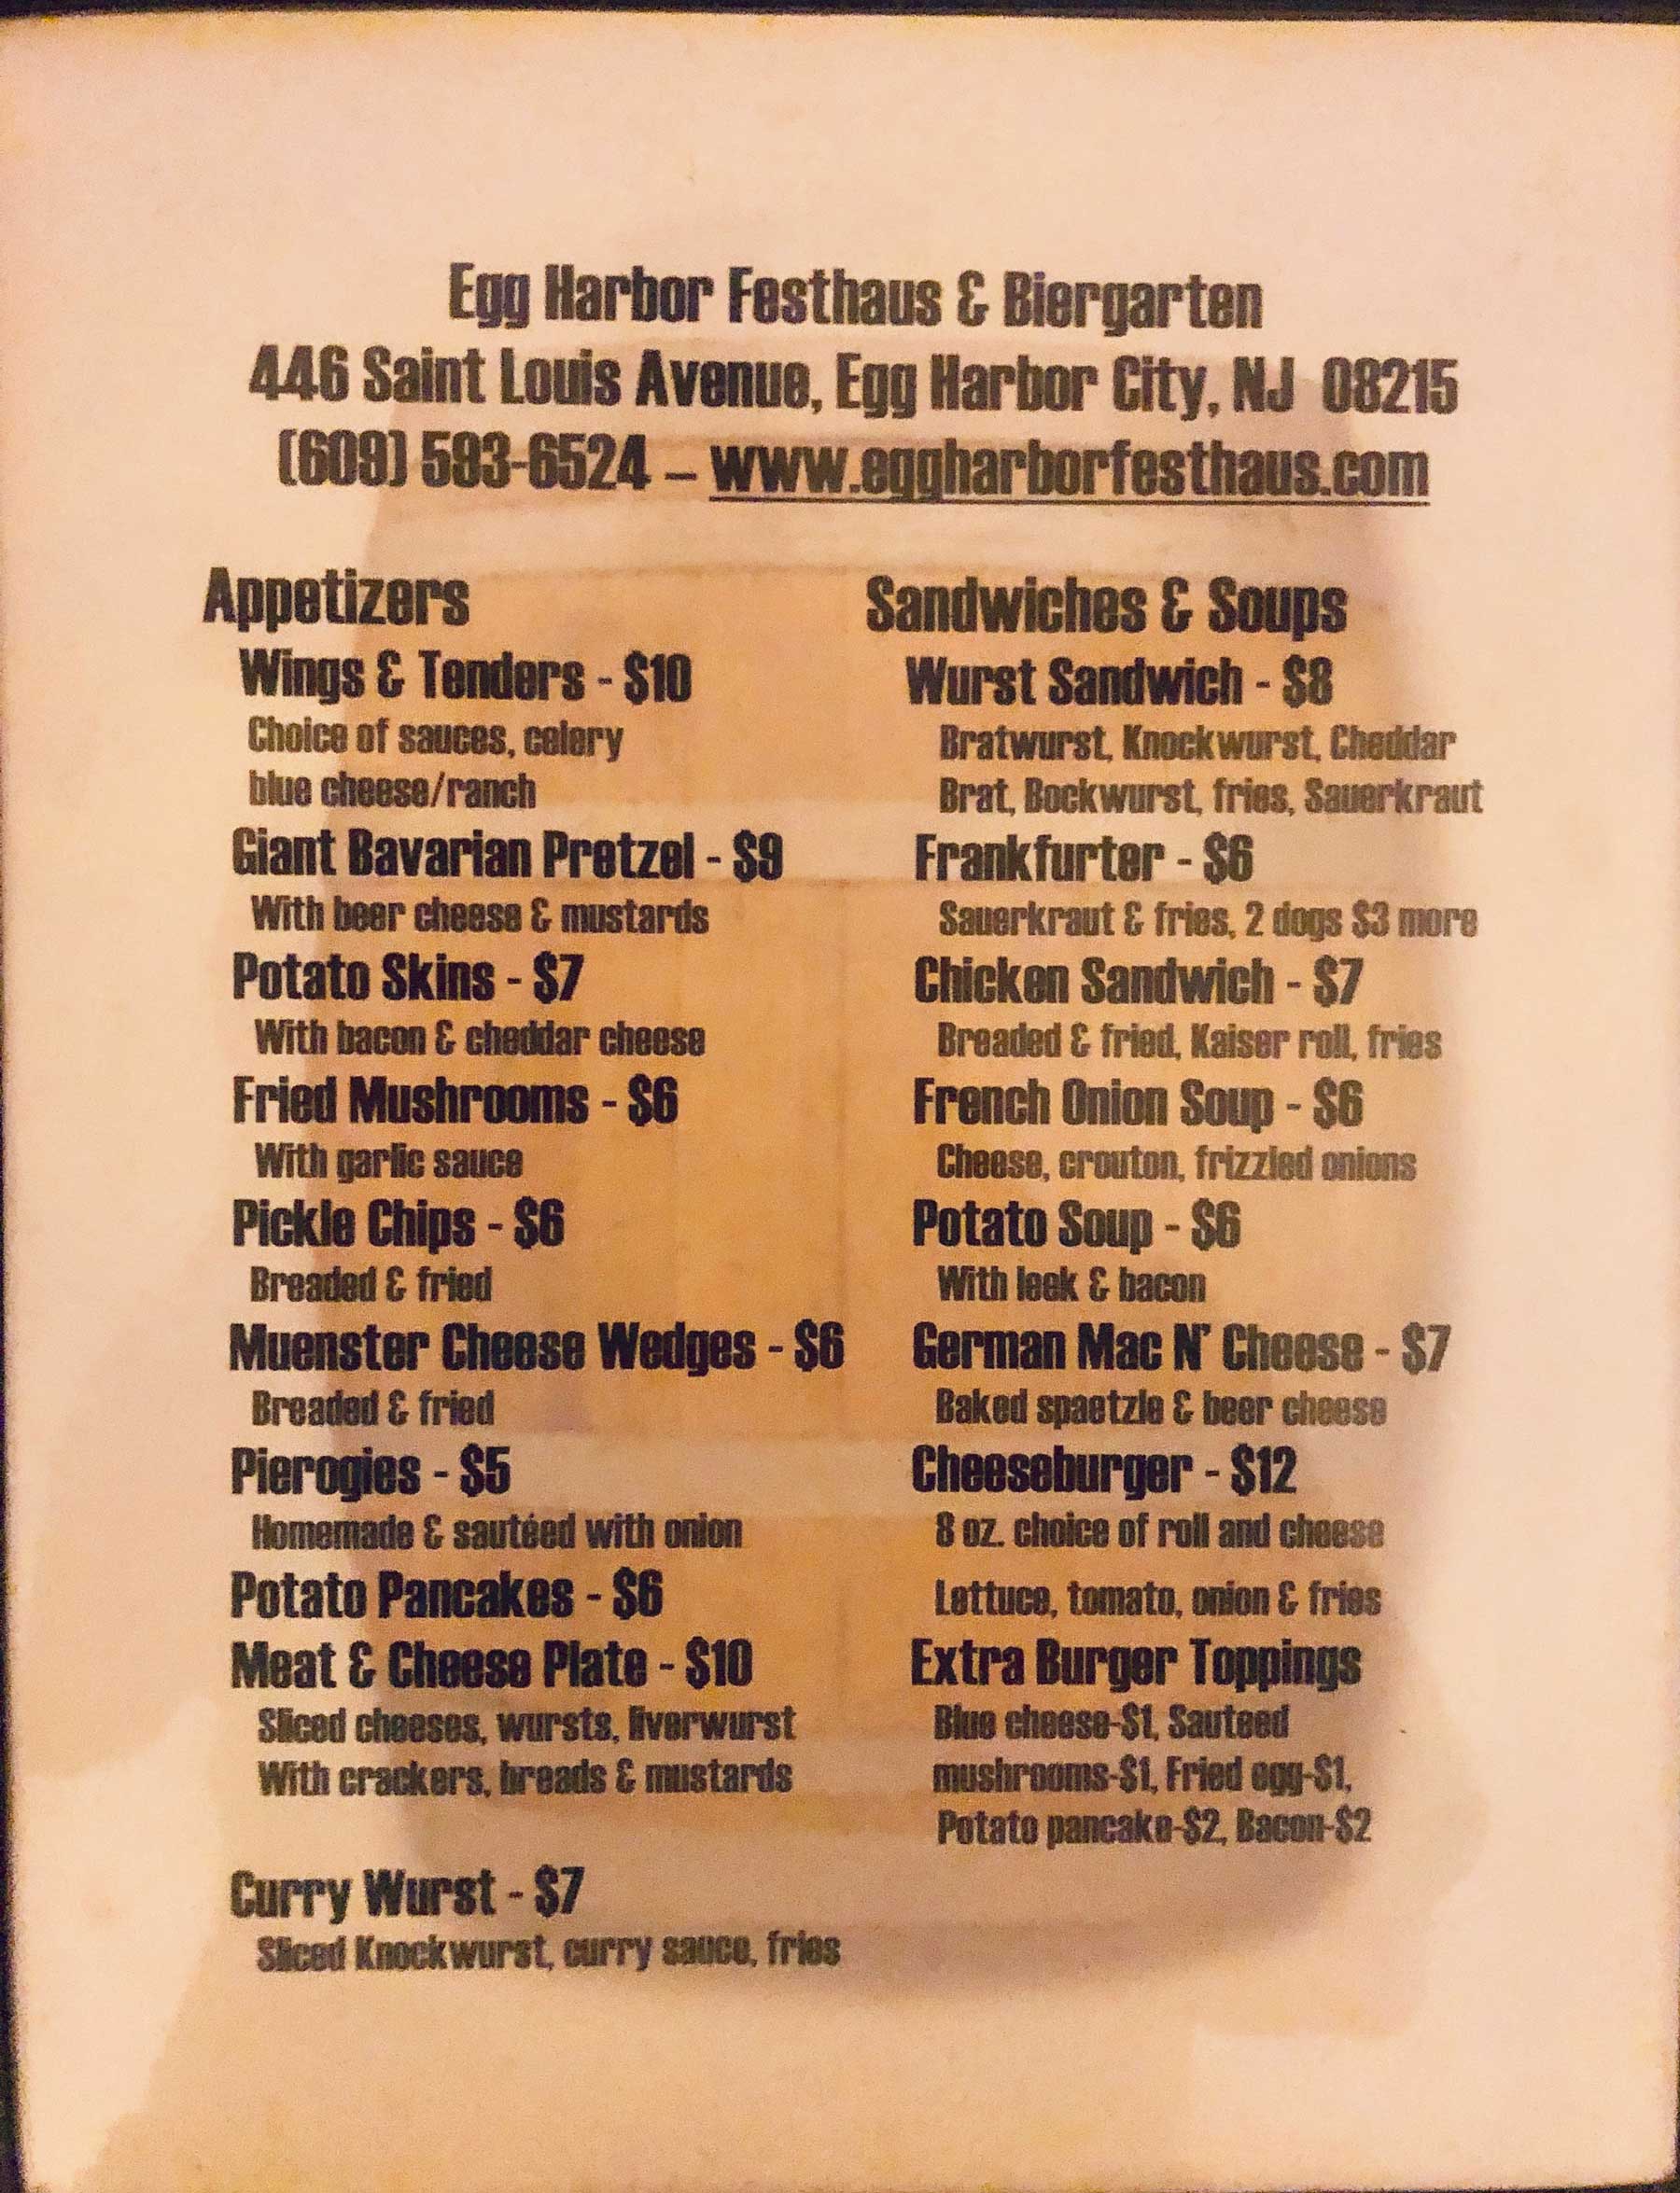 Egg Harbor Festhaus & Biergarten
446 Saint Louis Avenue, Egg Harbor City, NJ 08215
(609) 593-6524 – www.eggharborfesthaus.com
Appetizers
Wings & Tenders - $10
Choice of sauces, celery
blue cheese/ranch
Giant Bavarian Pretzel - $9
With beer cheese & mustards
Potato Skins - $7
With bacon & cheddar cheese
Fried Mushrooms - $6
With garlic sauce
Pickle Chips - $6
Breaded & fried
Muenster Cheese Wedges - $6
Breaded & fried
Pierogies - $5
Homemade & sautéed with onion
Potato Pancakes - $6
Meat & Cheese Plate - $10
Sliced cheeses, wursts, liverwurst
With crackers, breads & mustards
Curry Wurst - $7
Sliced Knockwurst, curry sauce, fries
Sandwiches & Soups
Wurst Sandwich - $8
Bratwurst, Knockwurst, Cheddar
Brat, Bockwurst, fries, Sauerkraut
Frankfurter - $6
Sauerkraut & fries, 2 dogs $3 more
Chicken Sandwich - $7
Breaded & fried, Kaiser roll, fries
French Onion Soup - $6
Cheese, crouton, frizzled onions
Potato Soup - $6
With leek & bacon
German Mac N' Cheese - $7
Baked spaetzle & beer cheese
Cheeseburger - $12
8 oz. choice of roll and cheese
Lettuce, tomato, onion & fries
Extra Burger Toppings
Blue cheese-$1, Sauteed
mushrooms-$1, Fried egg-$1,
Potato pancake-$2, Bacon-$2